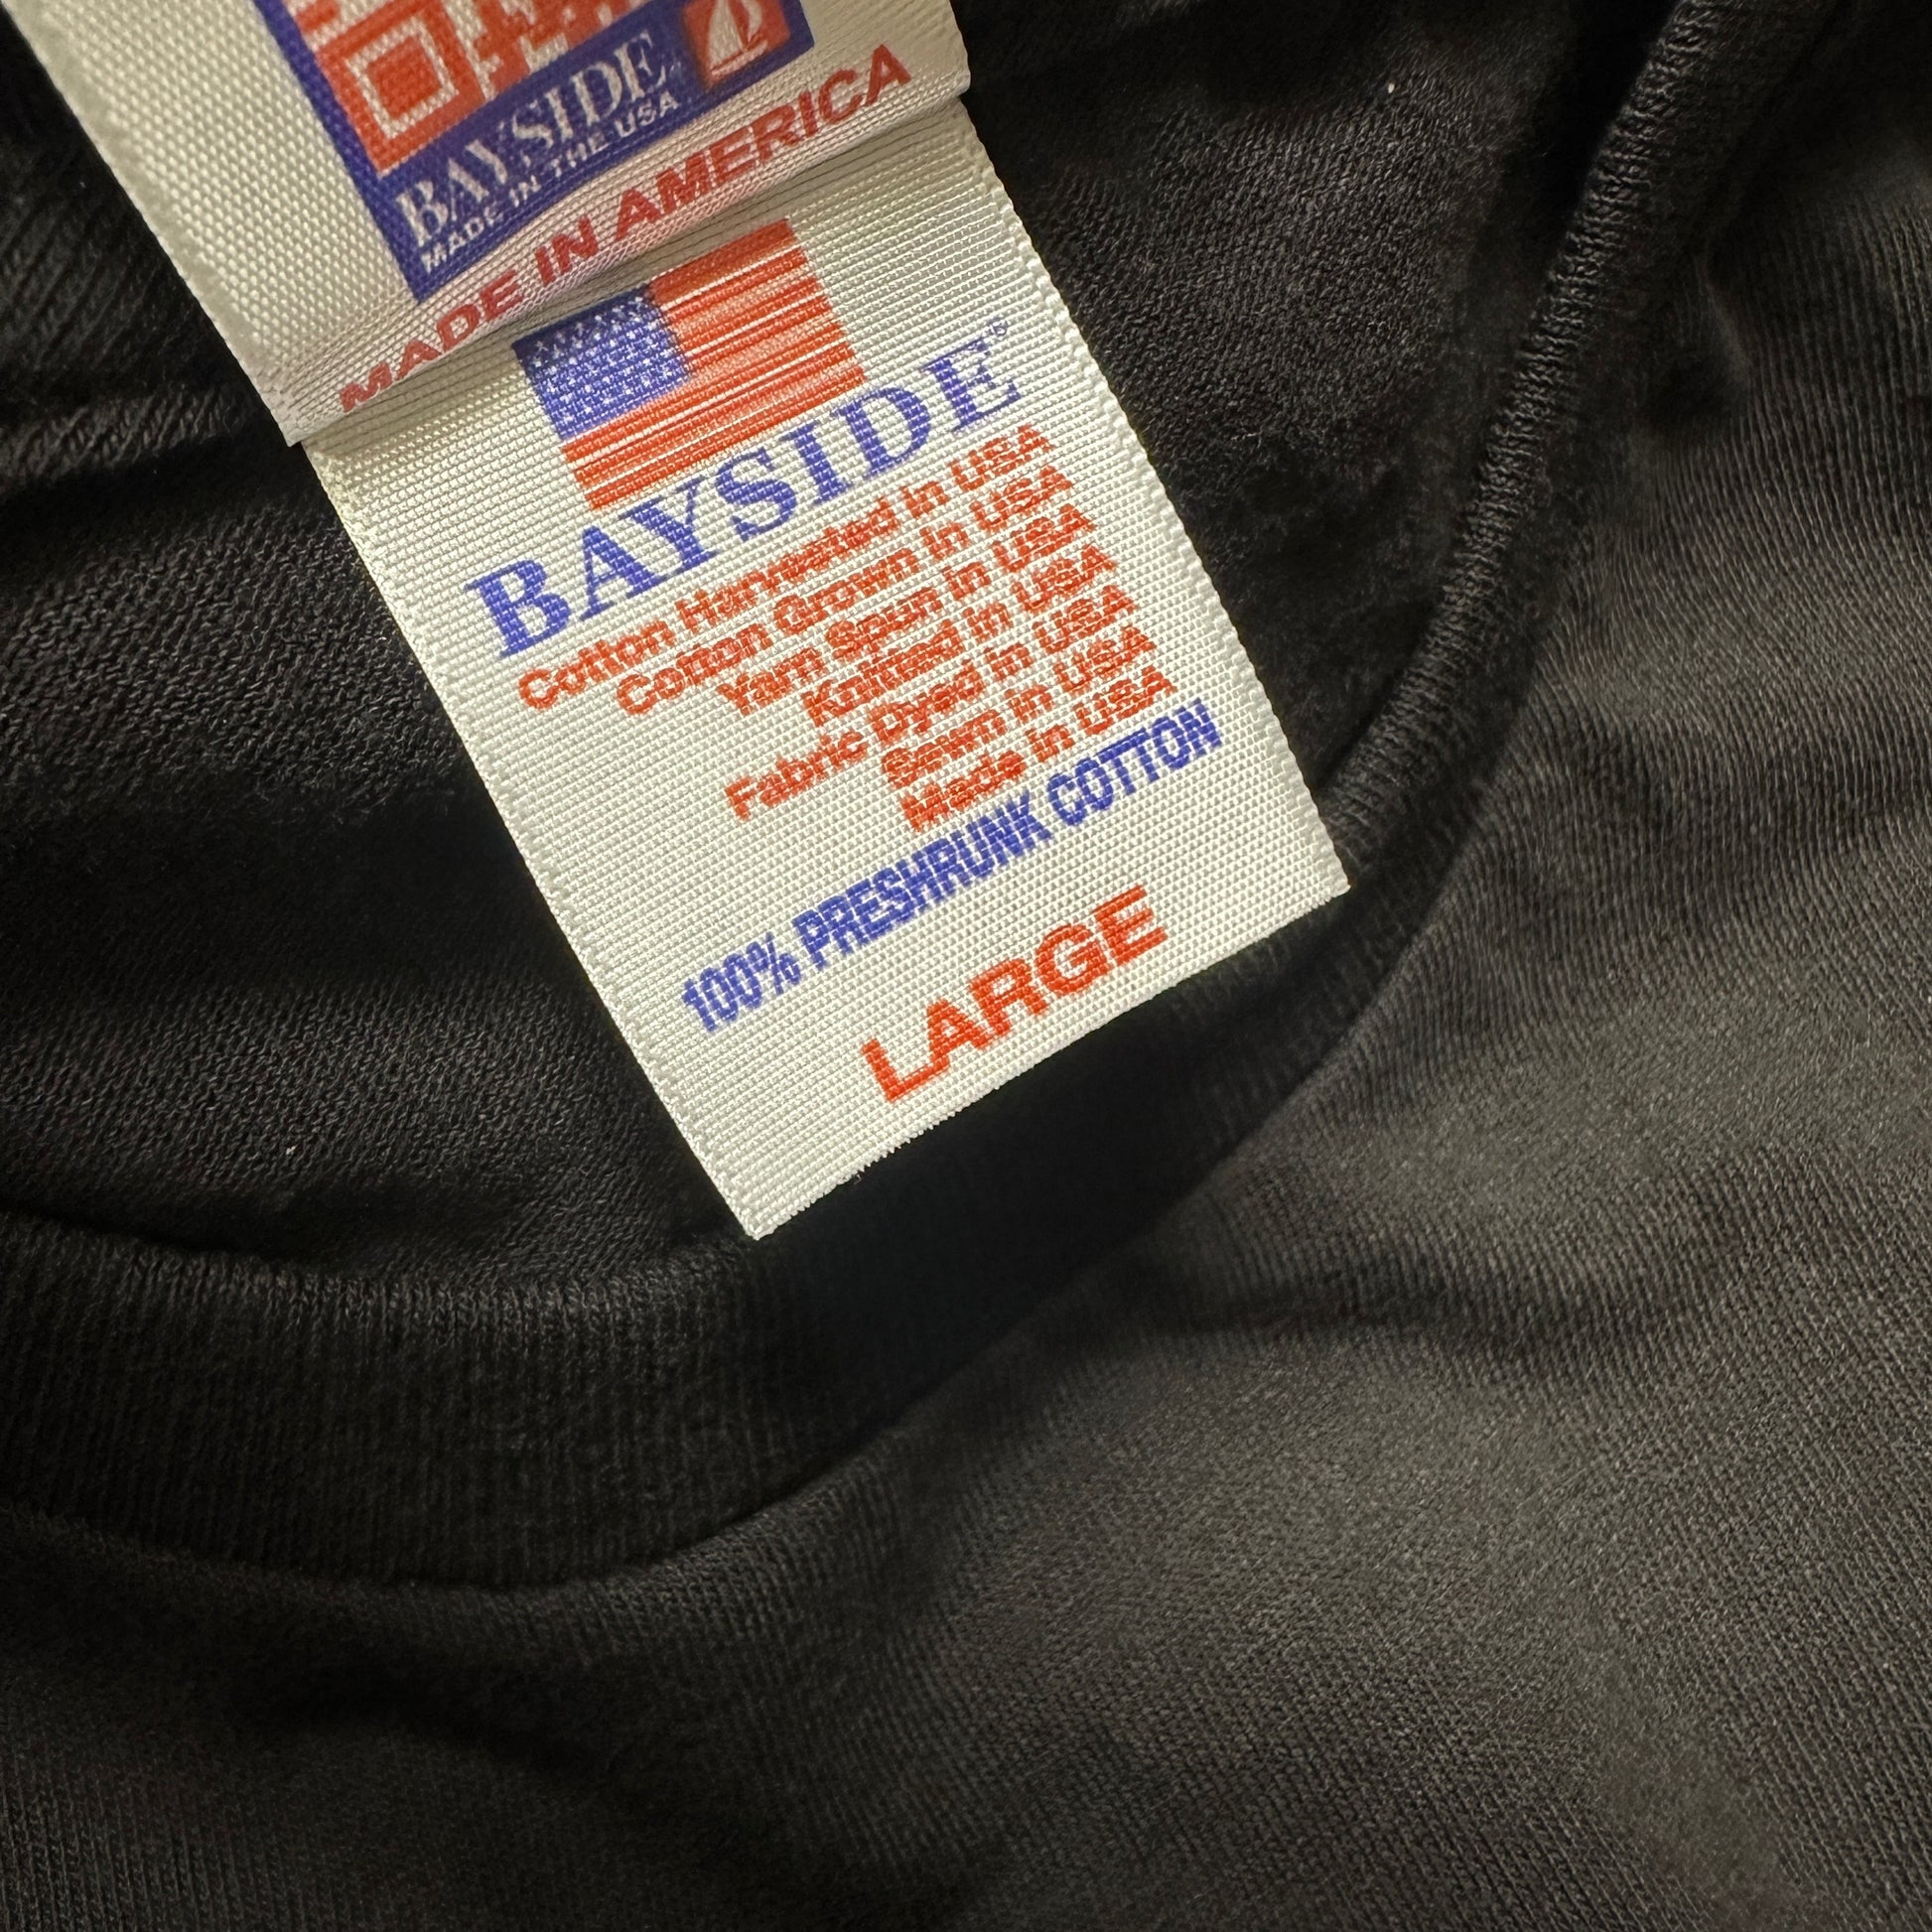 BAYSIDE
MADE IN THE USA
MADE IN AMERICA
BAYSIDE®
Cotton Harvested in USA
Cotton Grown in USA
Yarn Spun in USA
Knitted in USA
Fabric Dyed in USA
Sewn in USA
Made in USA
100% PRESHRUNK COTTON
LARGE